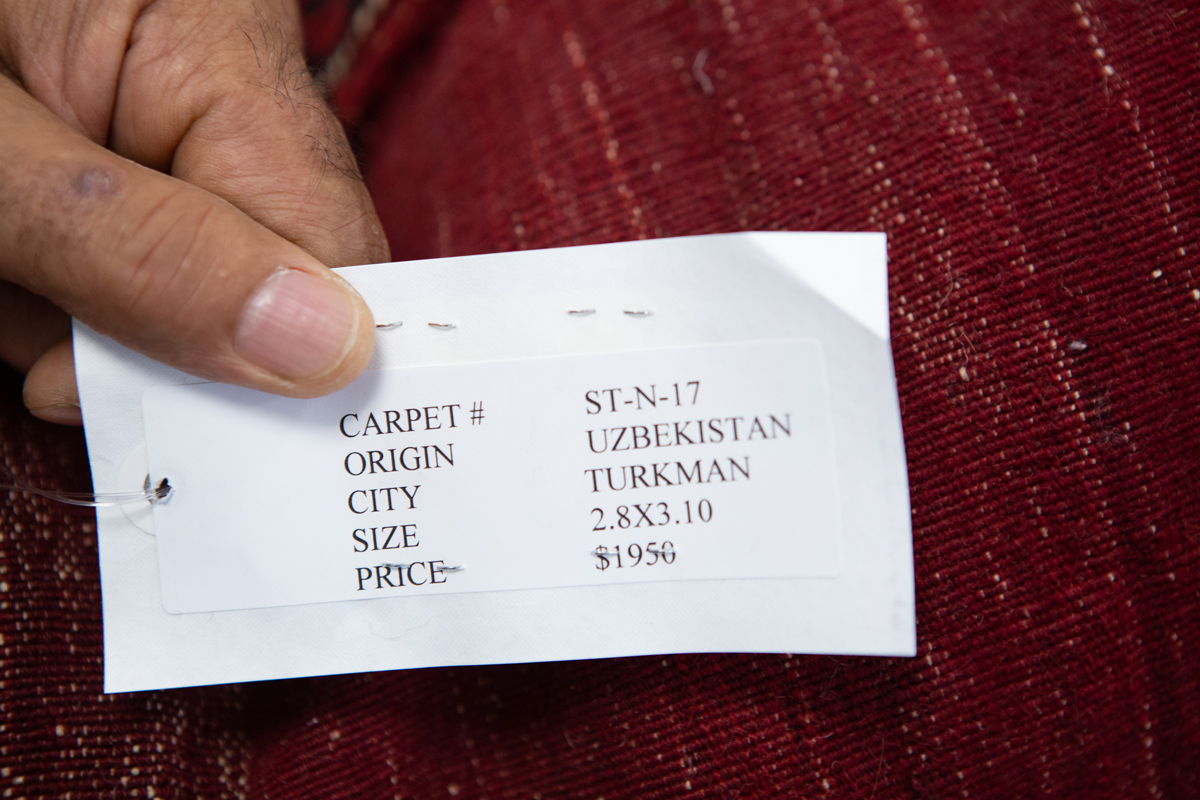 CARPET # ST-N-17
ORIGIN UZBEKISTAN
CITY TURKMAN
SIZE 2.8X3.10
PRICE $1950